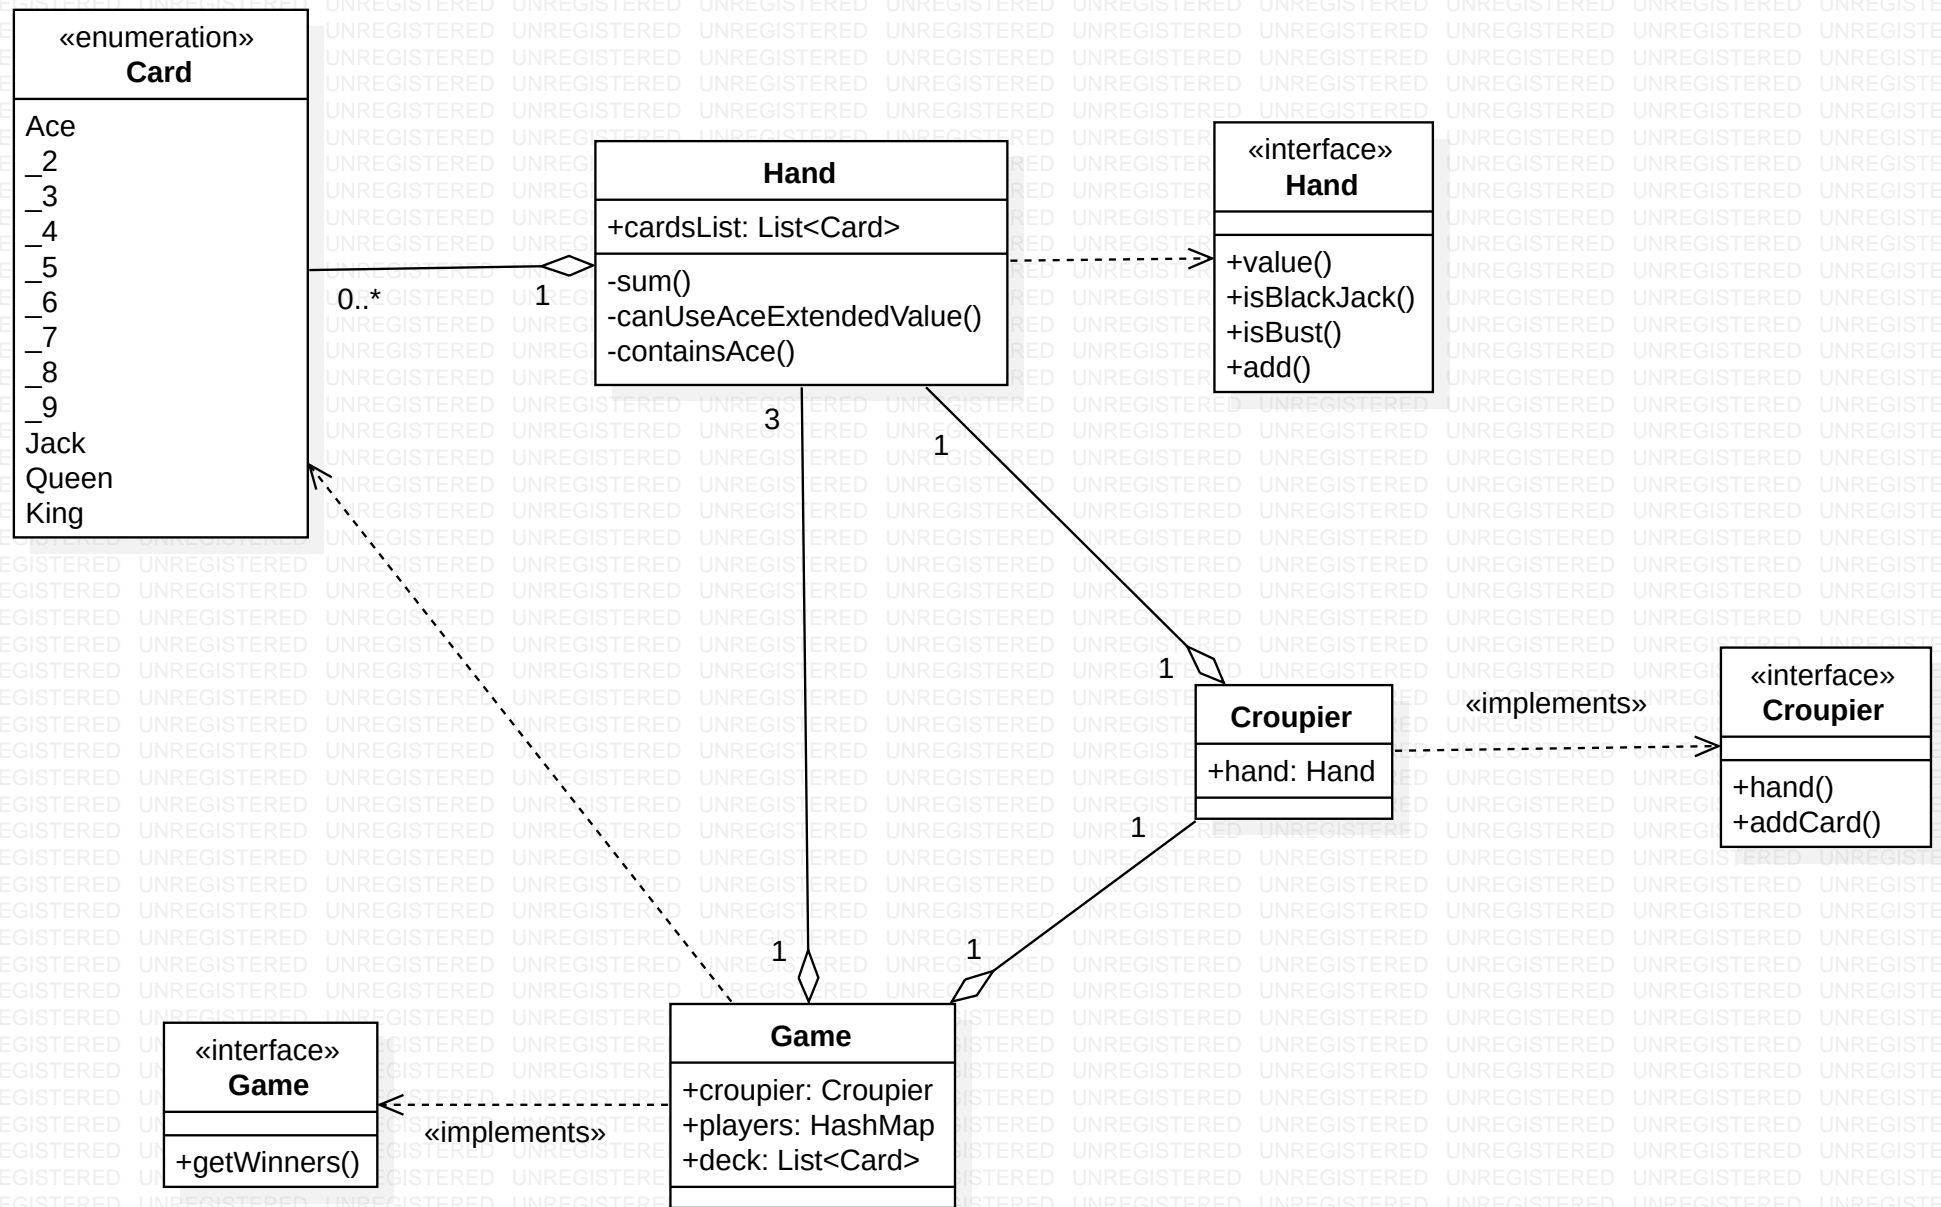 «enumeration»
Card
Ace
_2
_3
_4
_5
_6
_7
_8
_9
Jack
Queen
King
0..*
1
Hand
+cardsList: List<Card>
-sum()
-canUseAceExtendedValue()
-containsAce()
«interface»
Hand
+value()
+isBlackJack()
+isBust()
+add()
3
1
1
Croupier
+hand: Hand
«implements»
«interface»
Croupier
+hand()
+addCard()
1
1
1
«interface»
Game
+getWinners()
«implements»
Game
+croupier: Croupier
+players: HashMap
+deck: List<Card>
UNREGISTERED